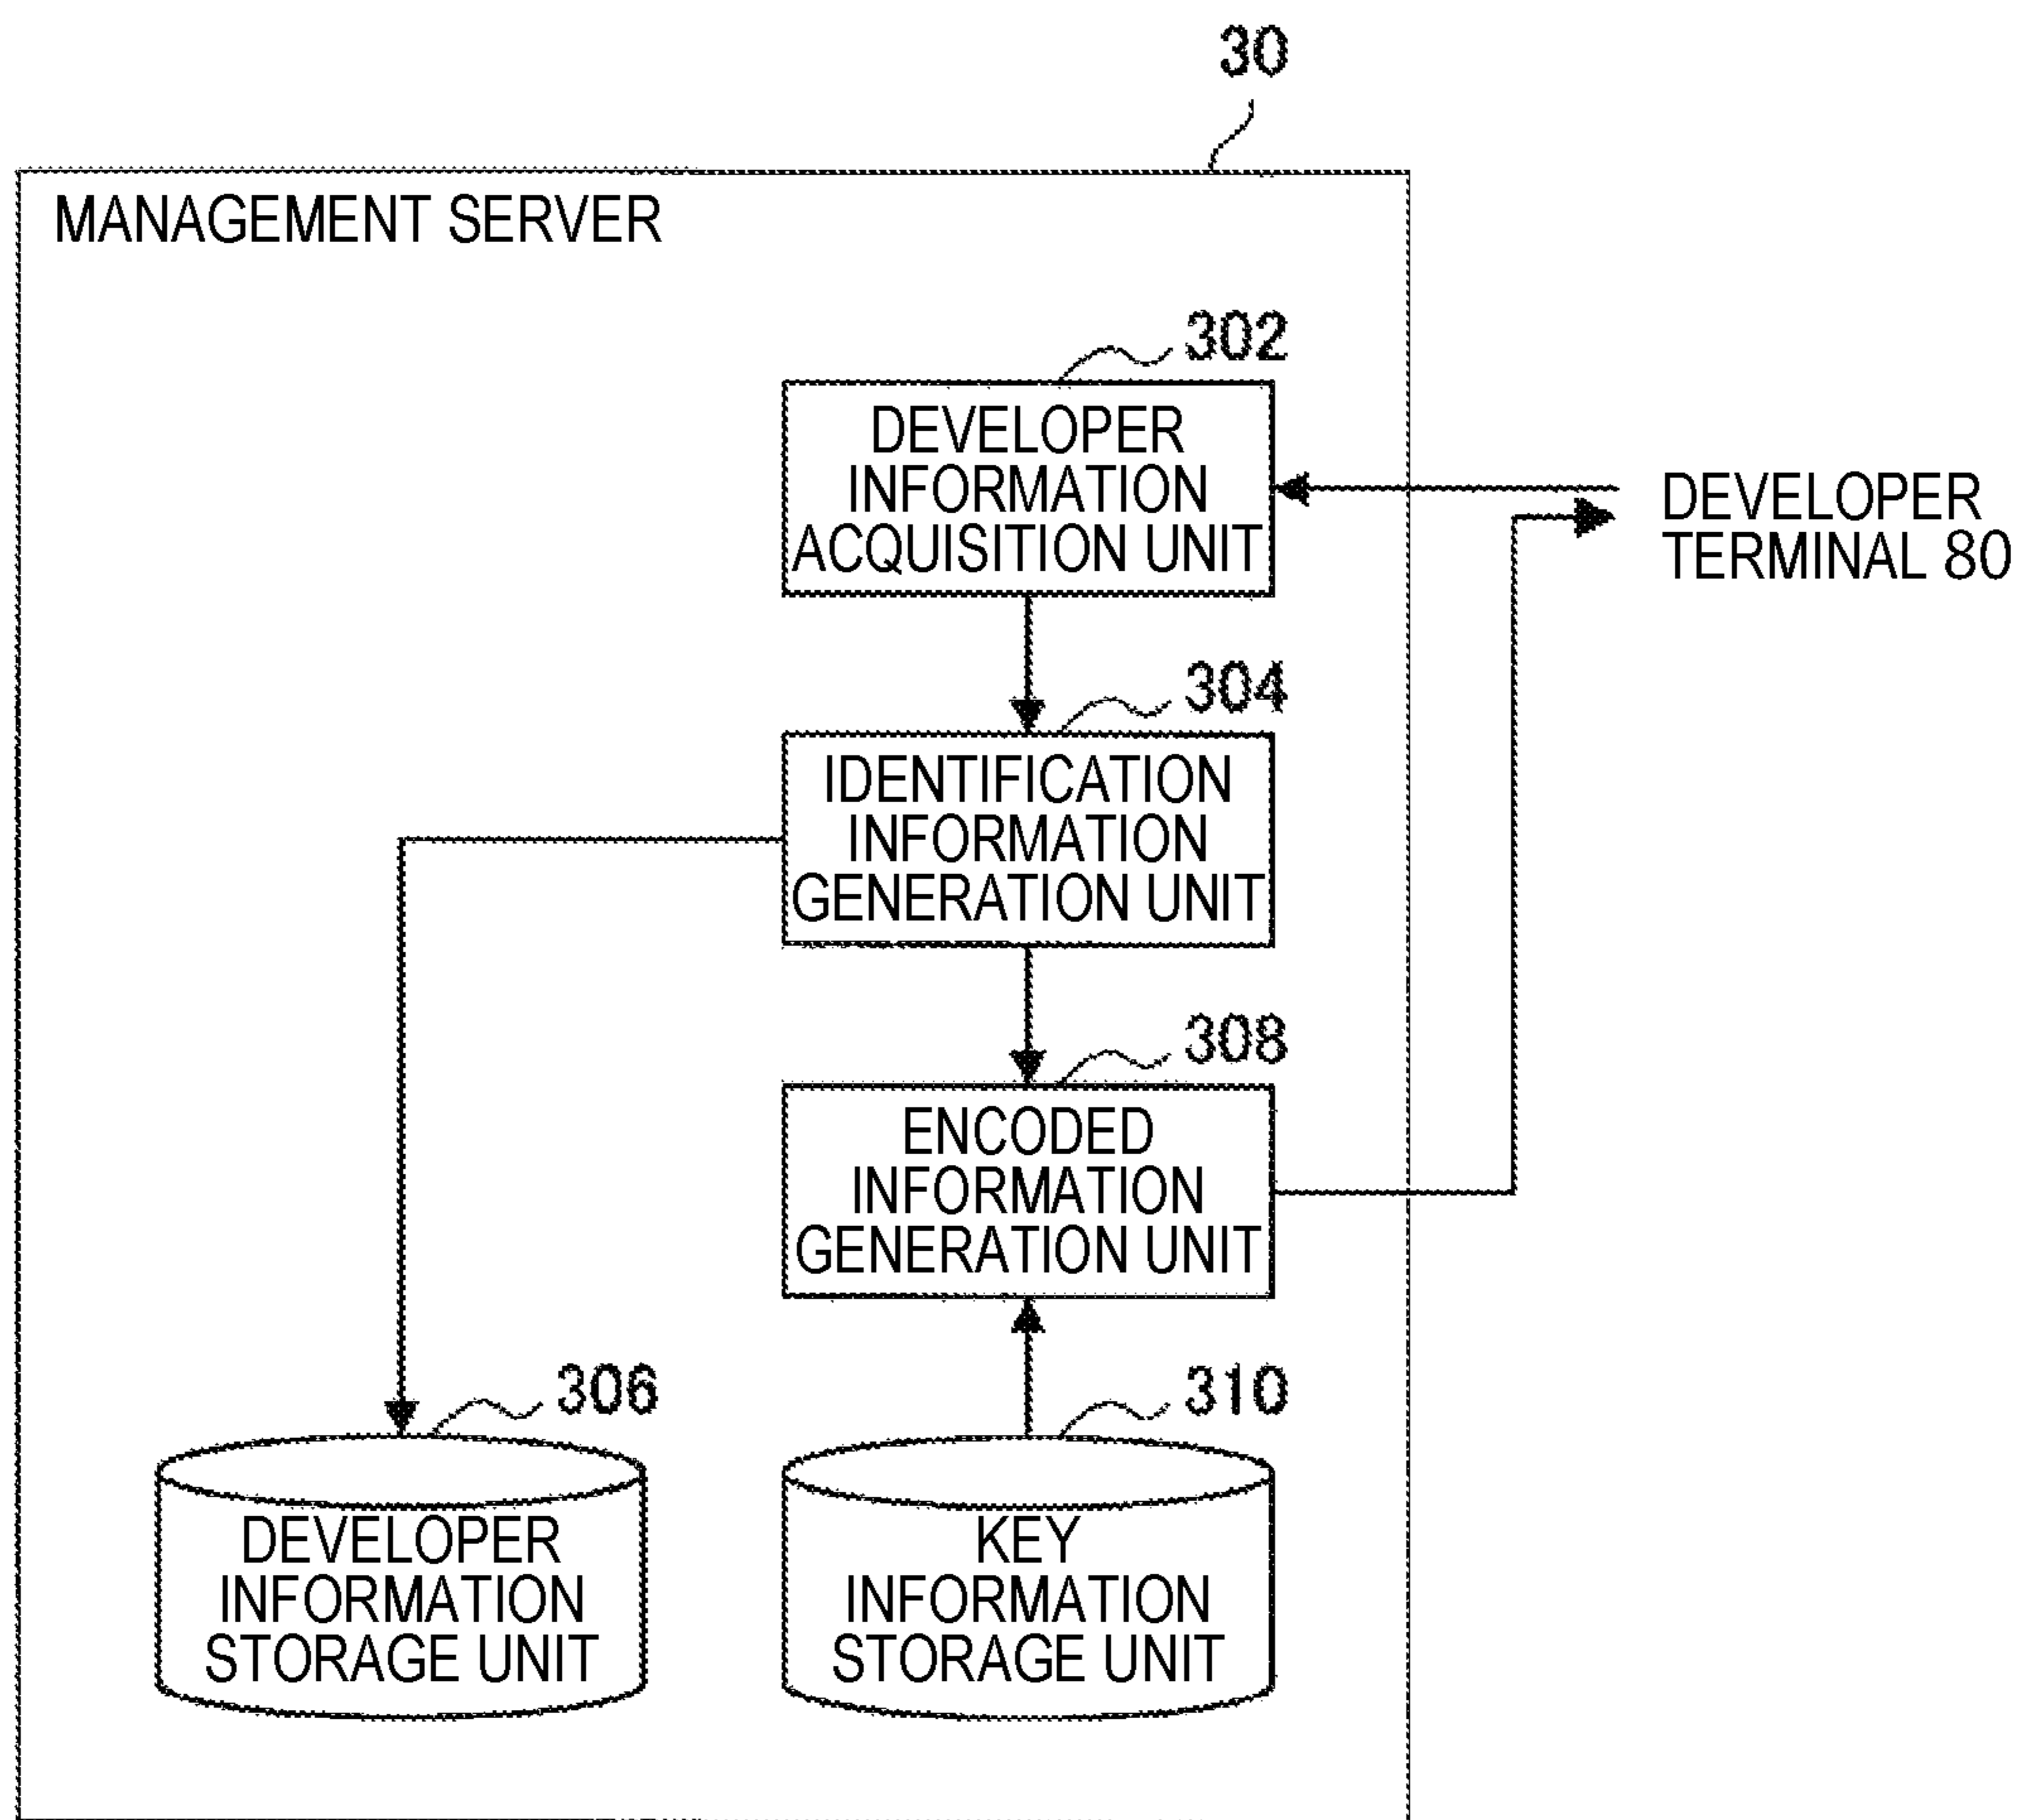 30
MANAGEMENT SERVER
302
DEVELOPER
INFORMATION
ACQUISITION UNIT
DEVELOPER
TERMINAL 80
304
IDENTIFICATION
INFORMATION
GENERATION UNIT
308
ENCODED
INFORMATION
GENERATION UNIT
306
DEVELOPER
INFORMATION
STORAGE UNIT
310
KEY
INFORMATION
STORAGE UNIT